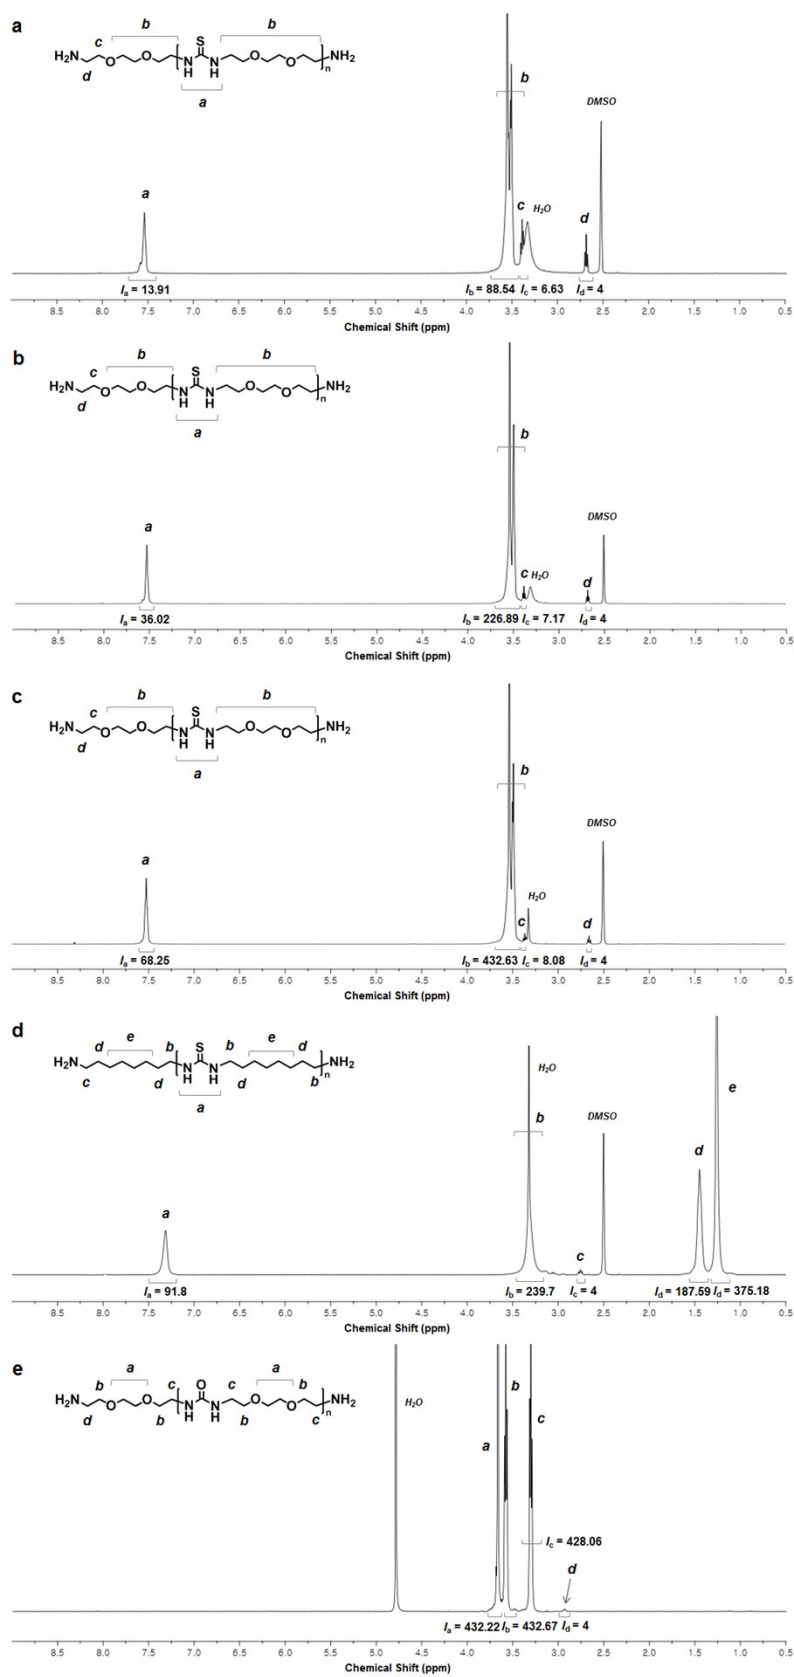 a
b
b
c
S
H2N
O
O
N
H
N
H
O
O
n
NH2
d
a
b
DMSO
a
c
H2O
d
Ia = 13.91
Ib = 88.54
Ic = 6.63
Id = 4
8.5 8.0 7.5 7.0 6.5 6.0 5.5 5.0 4.5 4.0 3.5 3.0 2.5 2.0 1.5 1.0 0.5
Chemical Shift (ppm)
b
c
b
b
S
H2N
O
O
N
H
N
H
O
O
n
NH2
d
a
b
a
DMSO
c
H2O
d
Ia = 36.02
Ib = 226.89
Ic = 7.17
Id = 4
8.5 8.0 7.5 7.0 6.5 6.0 5.5 5.0 4.5 4.0 3.5 3.0 2.5 2.0 1.5 1.0 0.5
Chemical Shift (ppm)
c
c
b
b
S
H2N
O
O
N
H
N
H
O
O
n
NH2
d
a
b
DMSO
a
H2O
c
d
Ia = 68.25
Ib = 432.63
Ic = 8.08
Id = 4
8.5 8.0 7.5 7.0 6.5 6.0 5.5 5.0 4.5 4.0 3.5 3.0 2.5 2.0 1.5 1.0 0.5
Chemical Shift (ppm)
d
d
e
b
S
b
e
d
H2N
N
H
N
H
n
NH2
c
d
d
b
a
H2O
b
DMSO
e
d
a
c
Ia = 91.8
Ib = 239.7
Ic = 4
Id = 187.59
Id = 375.18
8.5 8.0 7.5 7.0 6.5 6.0 5.5 5.0 4.5 4.0 3.5 3.0 2.5 2.0 1.5 1.0 0.5
Chemical Shift (ppm)
e
b
a
c
O
c
a
b
H2N
O
O
N
H
N
H
O
O
n
NH2
d
b
b
c
H2O
b
c
a
Ic = 428.06
d
Ia = 432.22
Ib = 432.67
Id = 4
8.5 8.0 7.5 7.0 6.5 6.0 5.5 5.0 4.5 4.0 3.5 3.0 2.5 2.0 1.5 1.0 0.5
Chemical Shift (ppm)